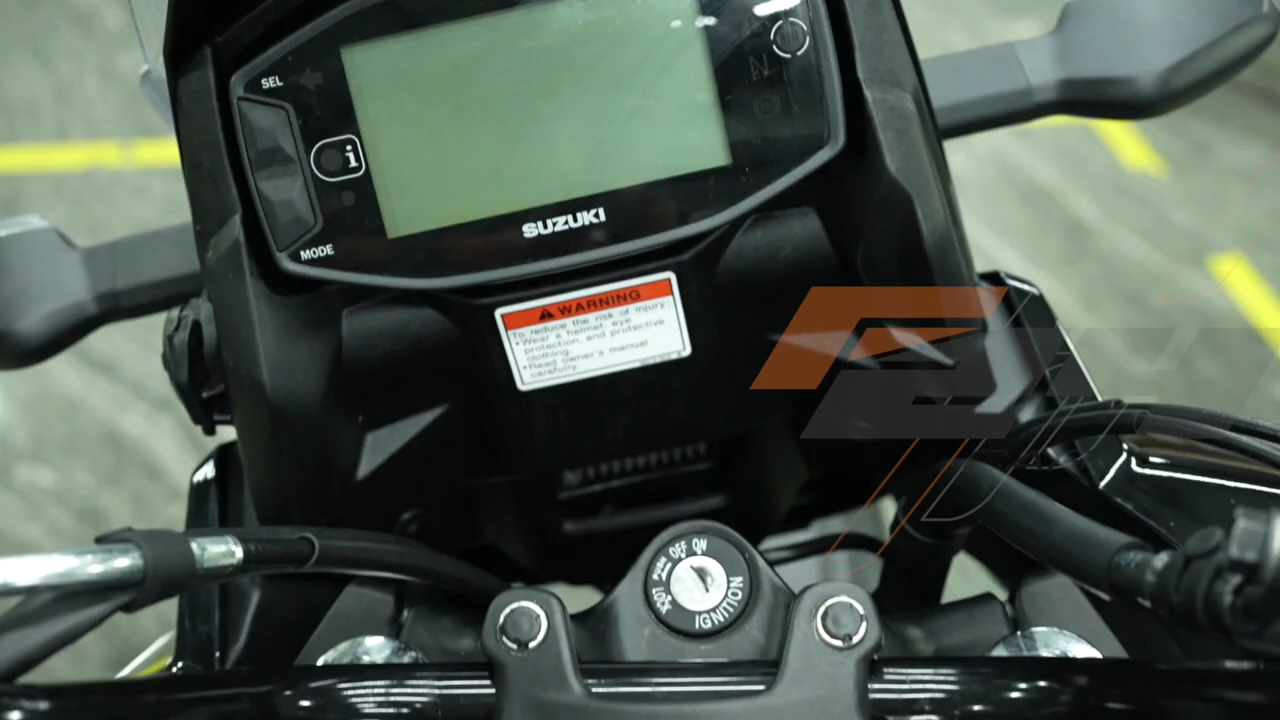 SEL
i
N
MODE
SUZUKI
WARNING
To reduce the risk of injury:
•Wear a helmet, eye
protection, and protective
clothing.
•Read owner's manual
carefully.
ON
OFF
PUSH
LOCK
IGNITION